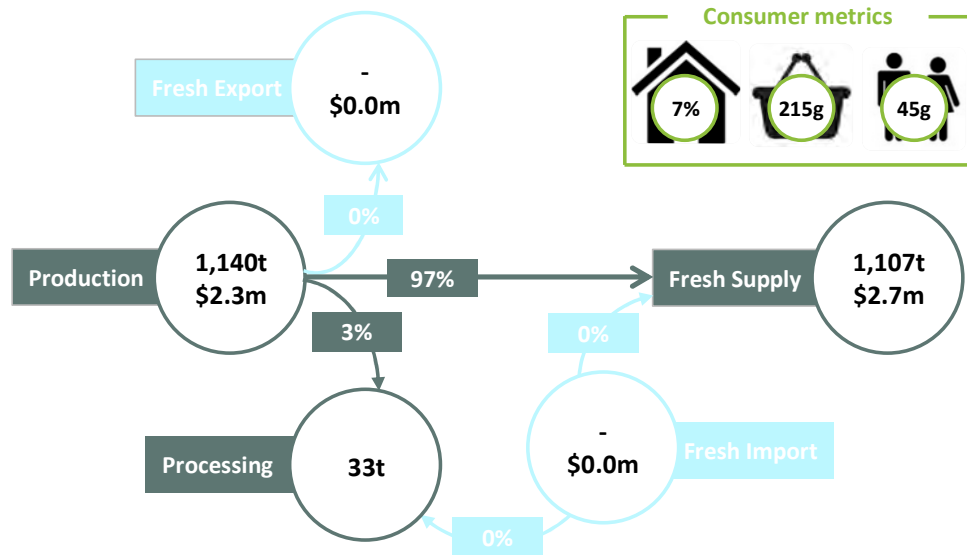 Consumer metrics
7%
215g
45g
Fresh Export
-
$0.0m
0%
Production
1,140t
$2.3m
97%
Fresh Supply
1,107t
$2.7m
3%
0%
Processing
33t
-
$0.0m
Fresh Import
0%